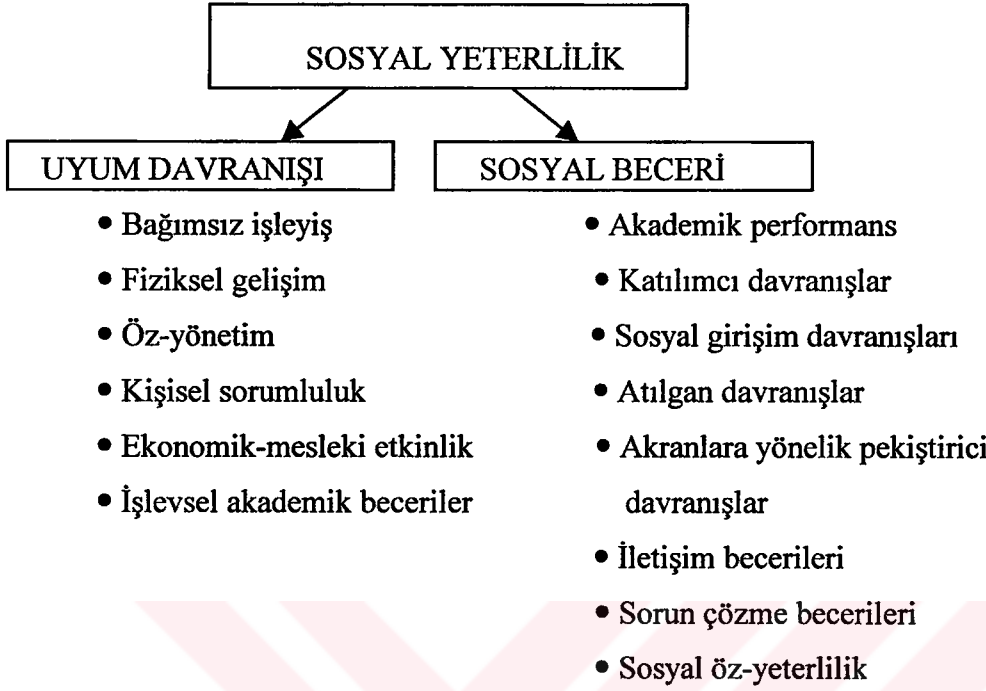 SOSYAL YETERLİLİK
UYUM DAVRANIŞI
• Bağımsız işleyiş
• Fiziksel gelişim
• Öz-yönetim
• Kişisel sorumluluk
• Ekonomik-mesleki etkinlik
• İşlevsel akademik beceriler
SOSYAL BECERİ
• Akademik performans
• Katılımcı davranışlar
• Sosyal girişim davranışları
• Atılgan davranışlar
• Akranlara yönelik pekiştirici
davranışlar
• İletişim becerileri
• Sorun çözme becerileri
• Sosyal öz-yeterlilik